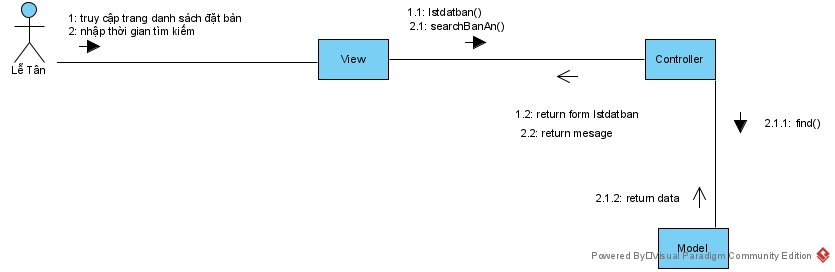 1: truy cập trang danh sách đặt bàn
2: nhập thời gian tìm kiếm
Lễ Tân
View
1.1: lstdatban()
2.1: searchBanAn()
Controller
1.2: return form lstdatban
2.2: return mesage
2.1.1: find()
2.1.2: return data
Model
Powered By Visual Paradigm Community Edition